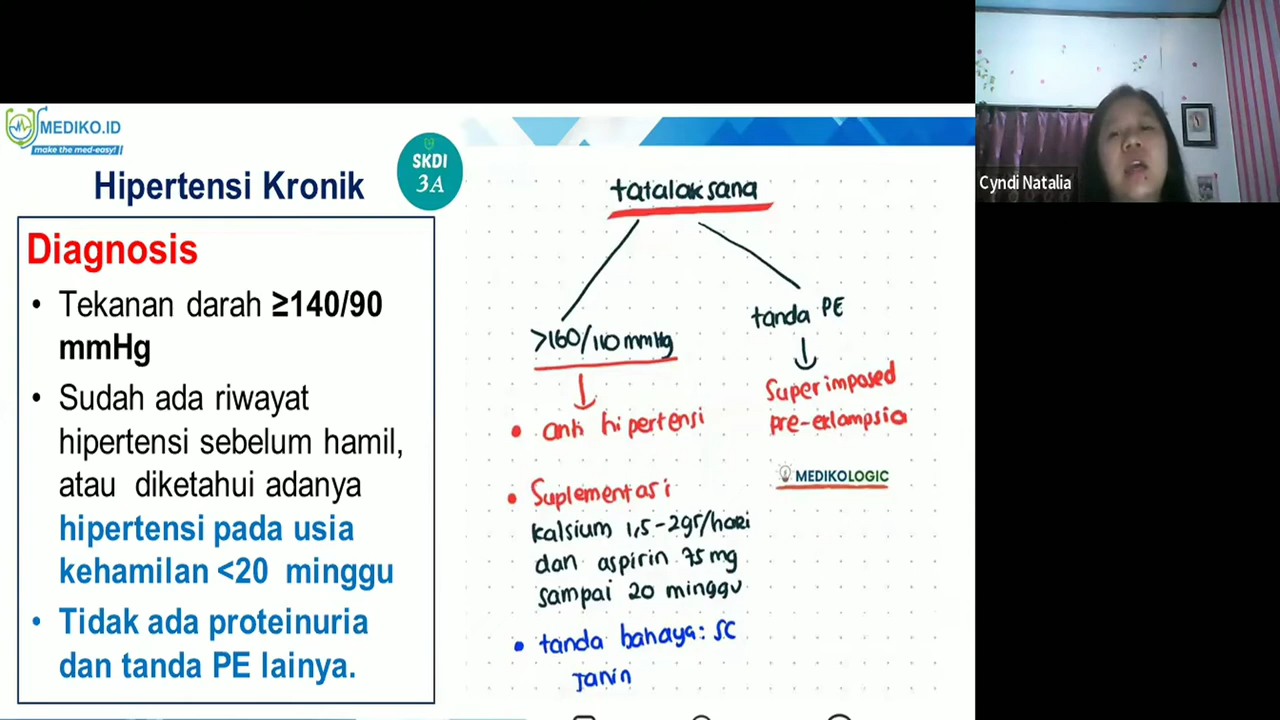 MEDIKO.ID
make the med-easy!
Hipertensi Kronik
SKDI
3A
Diagnosis
• Tekanan darah ≥140/90
mmHg
• Sudah ada riwayat
hipertensi sebelum hamil,
atau diketahui adanya
hipertensi pada usia
kehamilan <20 minggu
• Tidak ada proteinuria
dan tanda PE lainya.
tatalaksana
>160/110 mmHg
• anti hipertensi
• Suplementasi
kalsium 1,5-2gr/hari
dan aspirin 75 mg
sampai 20 minggu
• tanda bahaya: SC
Janin
tanda PE
Superimposed
pre-eklampsia
MEDIKOLOGIC
Cyndi Natalia